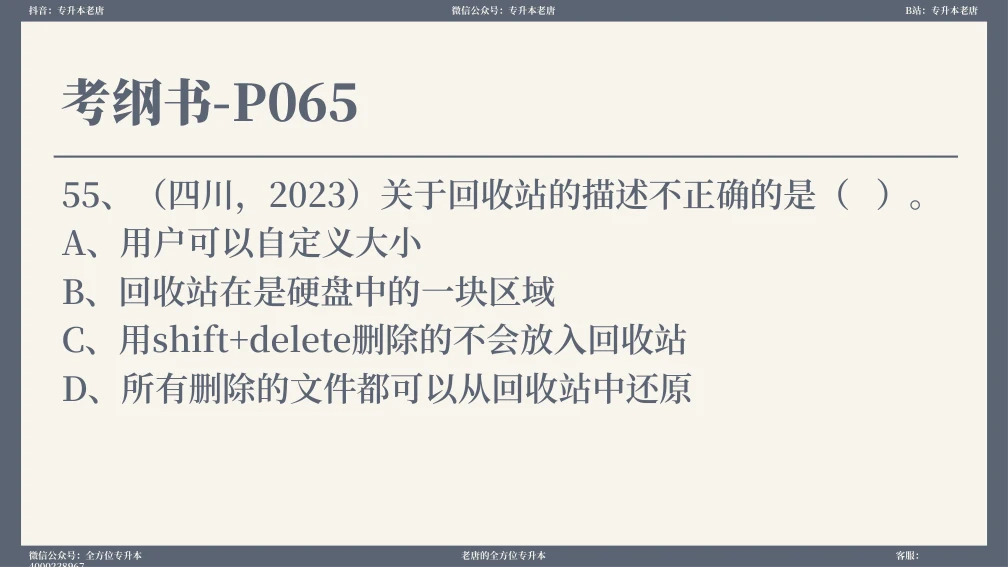 抖音：专升本老唐
微信公众号：专升本老唐
B站：专升本老唐
考纲书-P065
55、（四川，2023）关于回收站的描述不正确的是（ ）。
A、用户可以自定义大小
B、回收站在是硬盘中的一块区域
C、用shift+delete删除的不会放入回收站
D、所有删除的文件都可以从回收站中还原
微信公众号：全方位专升本
老唐的全方位专升本
客服：
4000238967